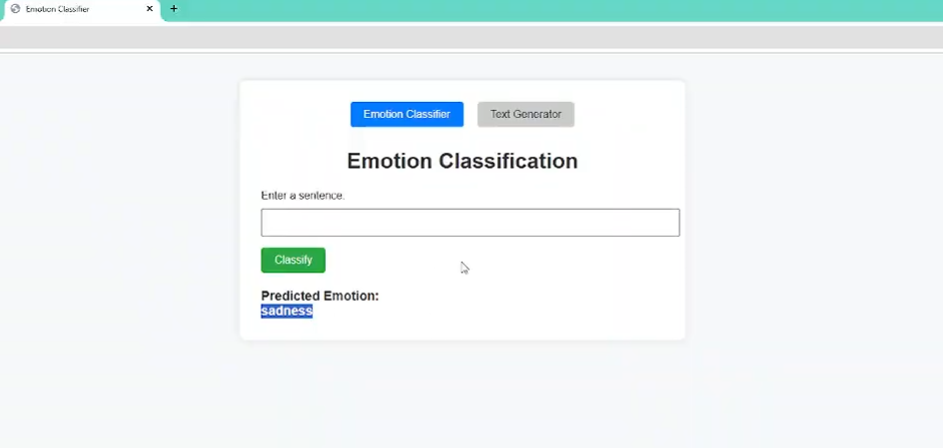 Emotion Classifier
Emotion Classifier Text Generator
Emotion Classification
Enter a sentence.
Classify
Predicted Emotion:
sadness